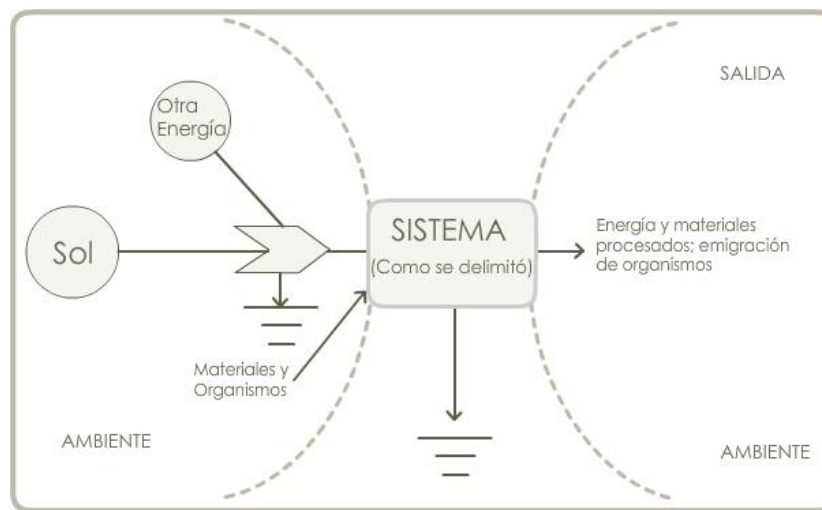 SALIDA
Otra
Energía
Sol
SISTEMA
(Como se delimitó)
Energía y materiales
procesados; emigración
de organismos
Materiales y
Organismos
AMBIENTE
AMBIENTE